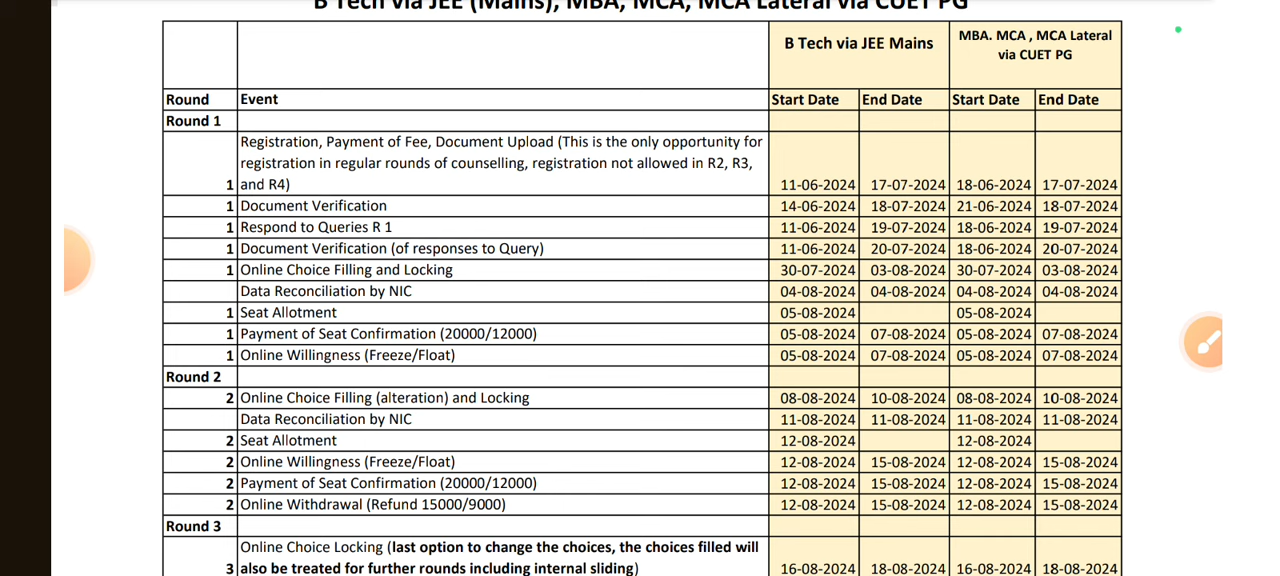 B Tech via JEE (Mains), MBA, MCA, MCA Lateral via CUET PG
B Tech via JEE Mains MBA. MCA , MCA Lateral
via CUET PG
Round Event Start Date End Date Start Date End Date
Round 1
Registration, Payment of Fee, Document Upload (This is the only opportunity for
registration in regular rounds of counselling, registration not allowed in R2, R3,
1 and R4) 11-06-2024 17-07-2024 18-06-2024 17-07-2024
1 Document Verification 14-06-2024 18-07-2024 21-06-2024 18-07-2024
1 Respond to Queries R 1 11-06-2024 19-07-2024 18-06-2024 19-07-2024
1 Document Verification (of responses to Query) 11-06-2024 20-07-2024 18-06-2024 20-07-2024
1 Online Choice Filling and Locking 30-07-2024 03-08-2024 30-07-2024 03-08-2024
Data Reconciliation by NIC 04-08-2024 04-08-2024 04-08-2024 04-08-2024
1 Seat Allotment 05-08-2024 05-08-2024
1 Payment of Seat Confirmation (20000/12000) 05-08-2024 07-08-2024 05-08-2024 07-08-2024
1 Online Willingness (Freeze/Float) 05-08-2024 07-08-2024 05-08-2024 07-08-2024
Round 2
2 Online Choice Filling (alteration) and Locking 08-08-2024 10-08-2024 08-08-2024 10-08-2024
Data Reconciliation by NIC 11-08-2024 11-08-2024 11-08-2024 11-08-2024
2 Seat Allotment 12-08-2024 12-08-2024
2 Online Willingness (Freeze/Float) 12-08-2024 15-08-2024 12-08-2024 15-08-2024
2 Payment of Seat Confirmation (20000/12000) 12-08-2024 15-08-2024 12-08-2024 15-08-2024
2 Online Withdrawal (Refund 15000/9000) 12-08-2024 15-08-2024 12-08-2024 15-08-2024
Round 3
Online Choice Locking (last option to change the choices, the choices filled will
3 also be treated for further rounds including internal sliding) 16-08-2024 18-08-2024 16-08-2024 18-08-2024